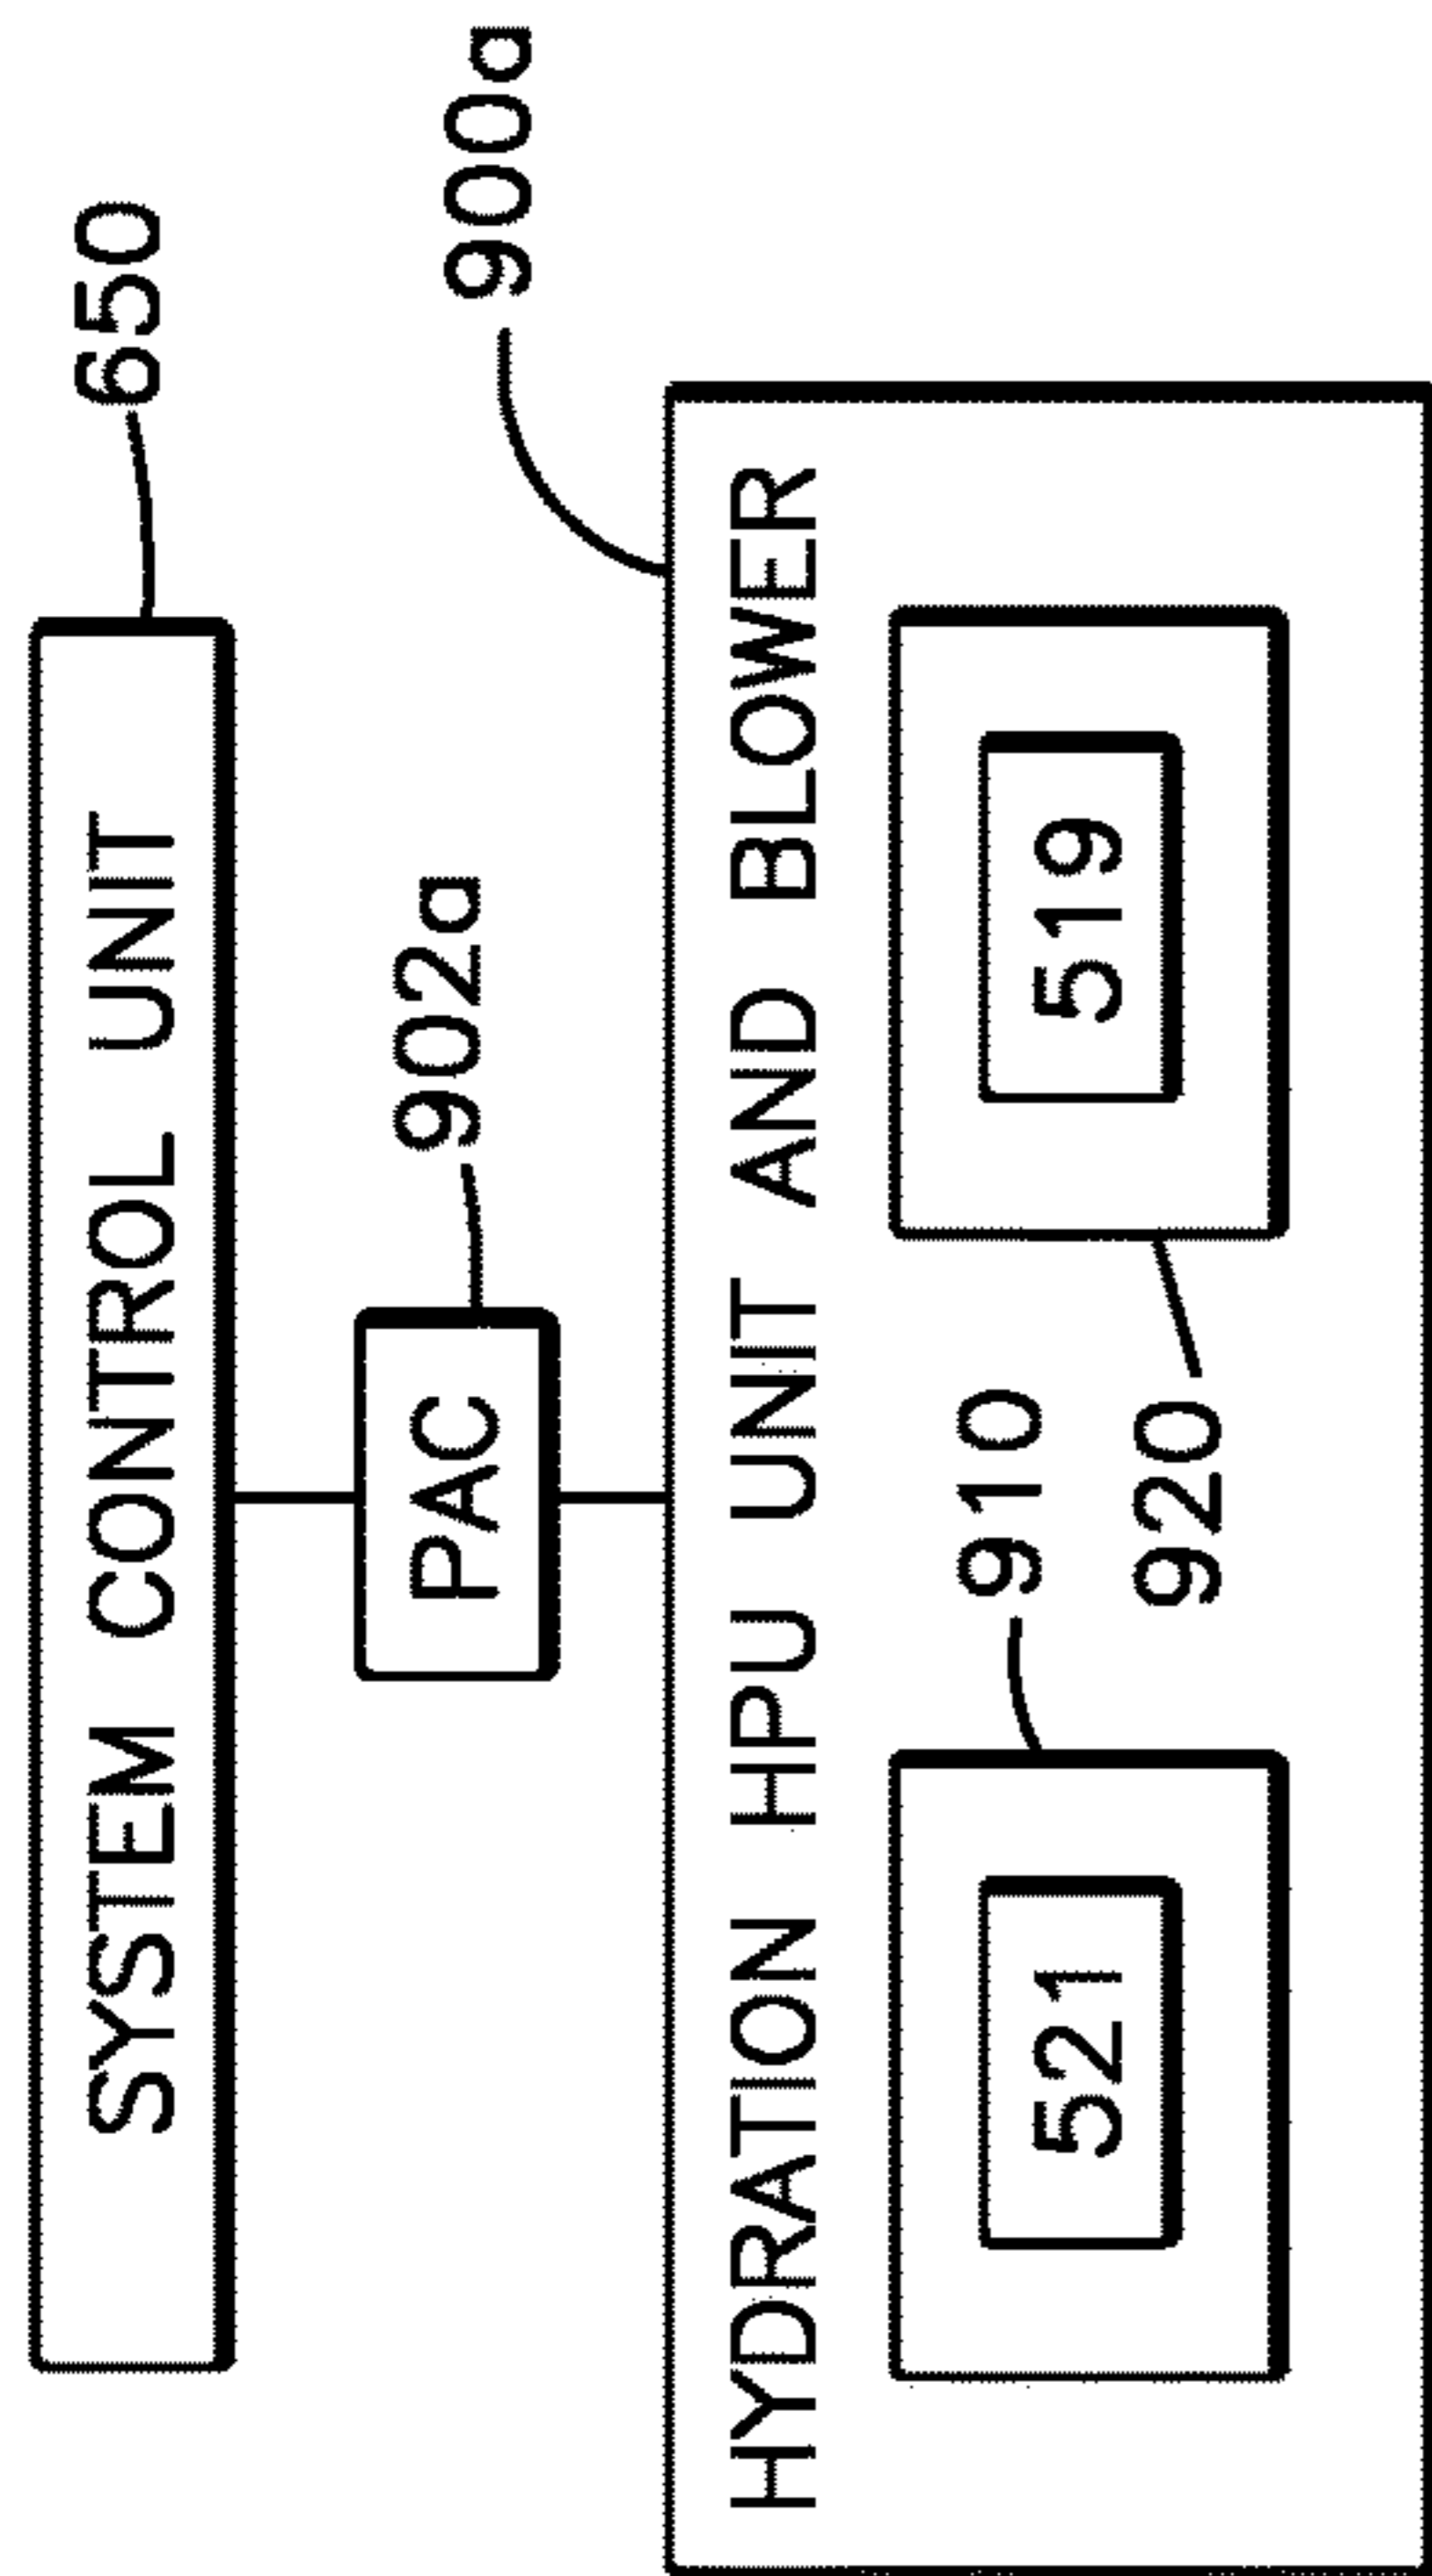 SYSTEM CONTROL UNIT
650
PAC
902a
900a
HYDRATION HPU UNIT AND BLOWER
910
521
519
920